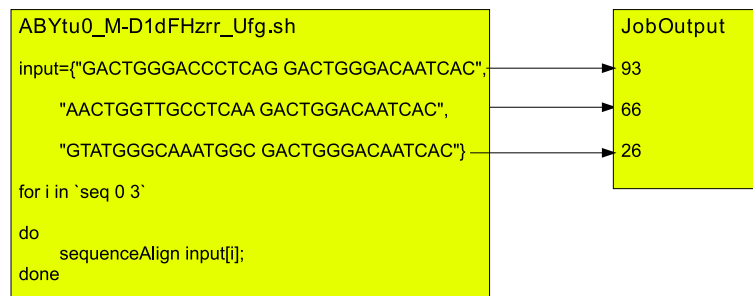 ABYtu0_M-D1dFHzrr_Ufg.sh
input={"GACTGGGACCCTCAG GACTGGGACAATCAC",
"AACTGGTTGCCTCAA GACTGGACAATCAC",
"GTATGGGCAAATGGC GACTGGGACAATCAC"}
for i in `seq 0 3`
do
sequenceAlign input[i];
done
JobOutput
93
66
26